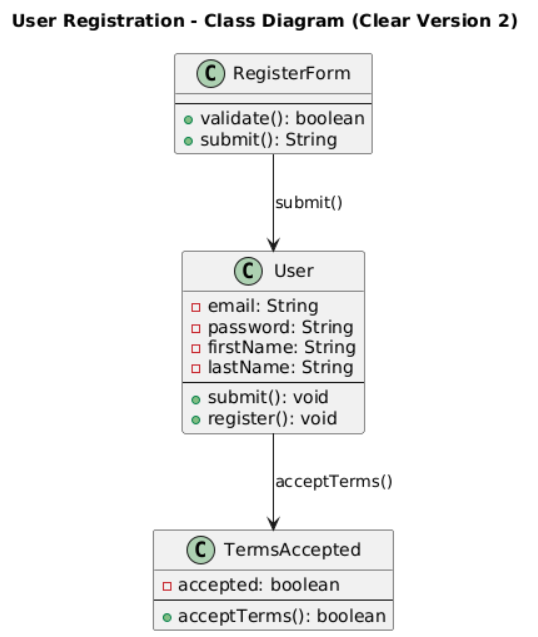 User Registration - Class Diagram (Clear Version 2)
C RegisterForm
validate(): boolean
submit(): String
submit()
C User
email: String
password: String
firstName: String
lastName: String
submit(): void
register(): void
acceptTerms()
C TermsAccepted
accepted: boolean
acceptTerms(): boolean